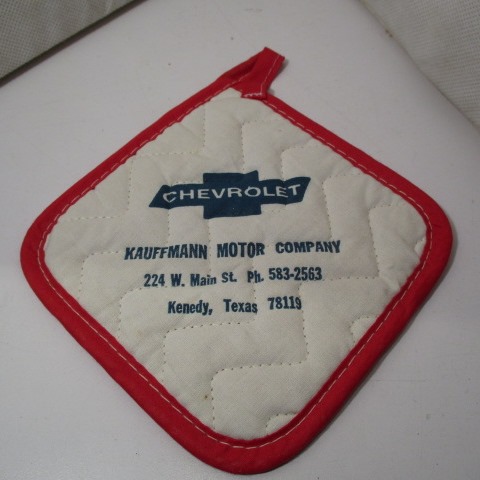 CHEVROLET
KAUFFMANN MOTOR COMPANY
224 W. Main St. Ph. 583-2563
Kenedy, Texas 78119